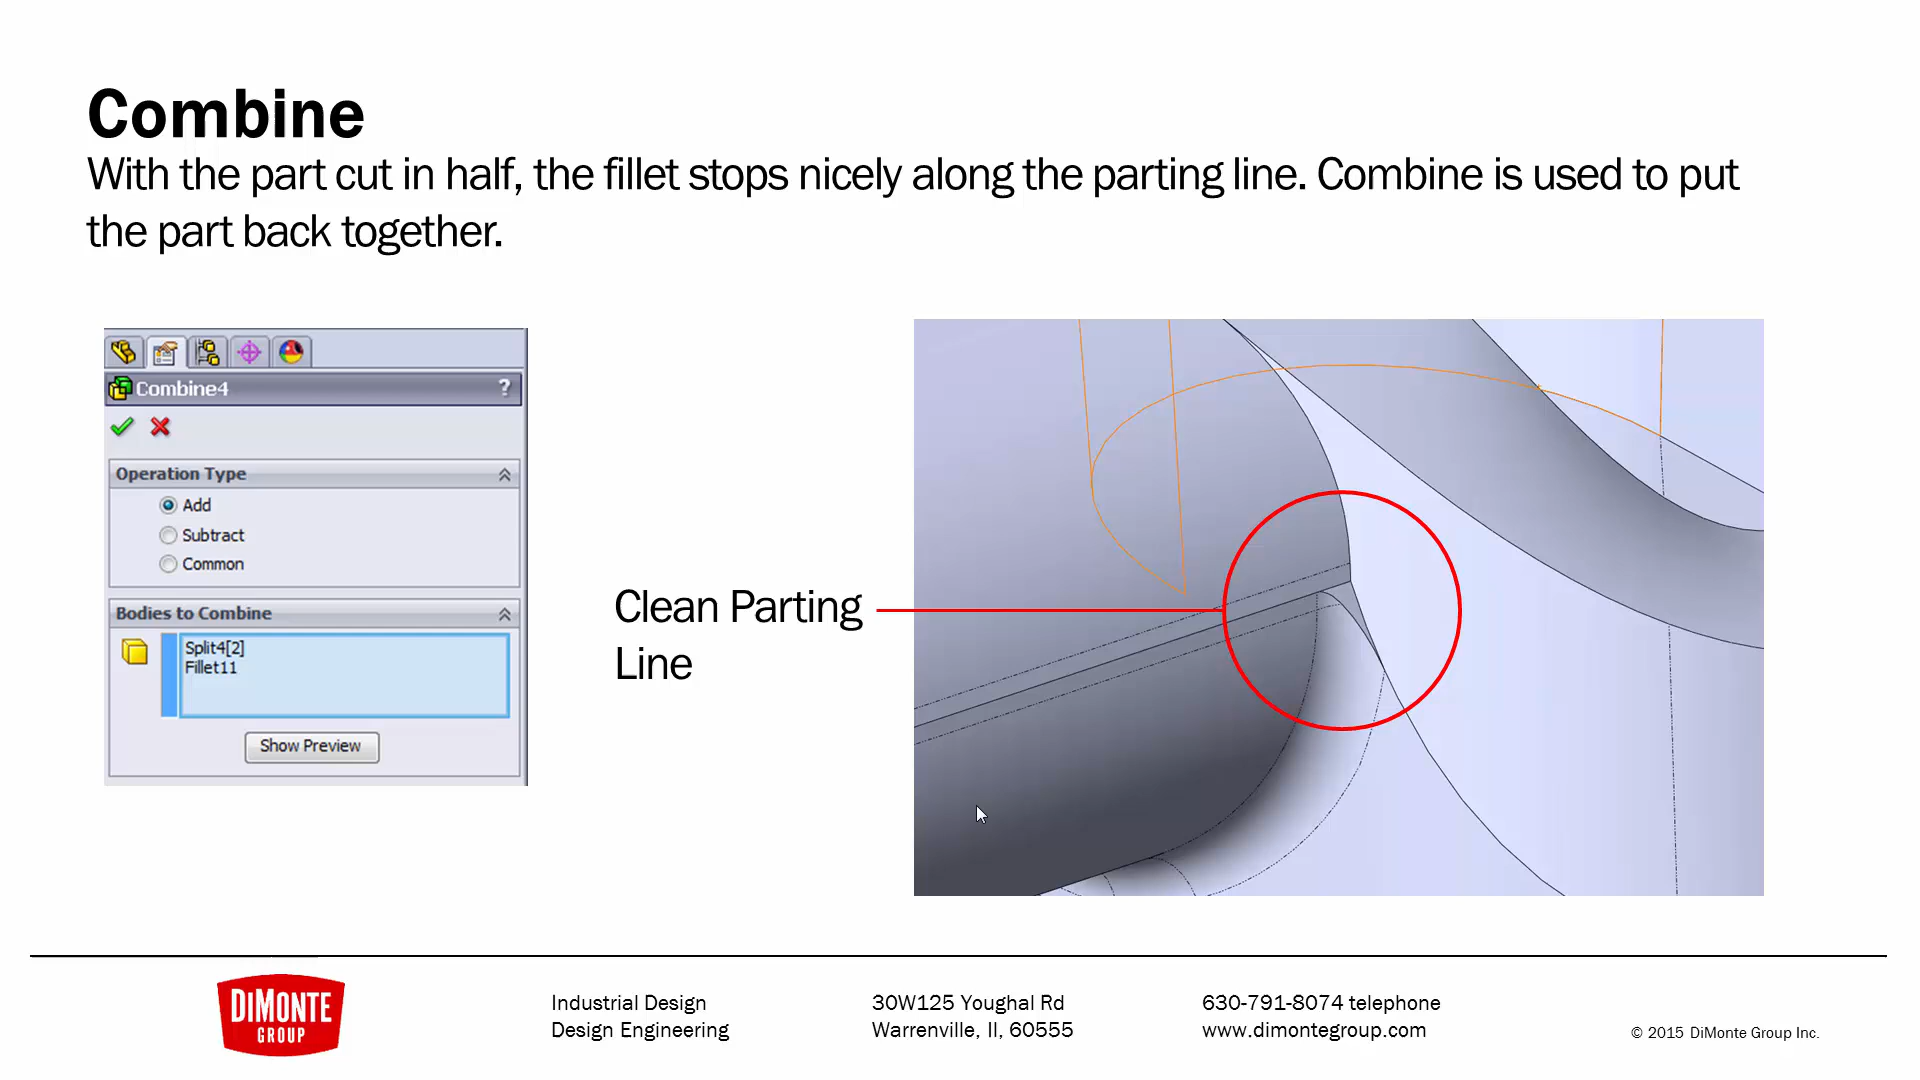 Combine
With the part cut in half, the fillet stops nicely along the parting line. Combine is used to put
the part back together.
Combine4 ?
Operation Type
Add
Subtract
Common
Bodies to Combine
Split4[2]
Fillet11
Show Preview
Clean Parting
Line
DIMONTE
GROUP
Industrial Design
Design Engineering
30W125 Youghal Rd
Warrenville, Il, 60555
630-791-8074 telephone
www.dimontegroup.com
© 2015 DiMonte Group Inc.